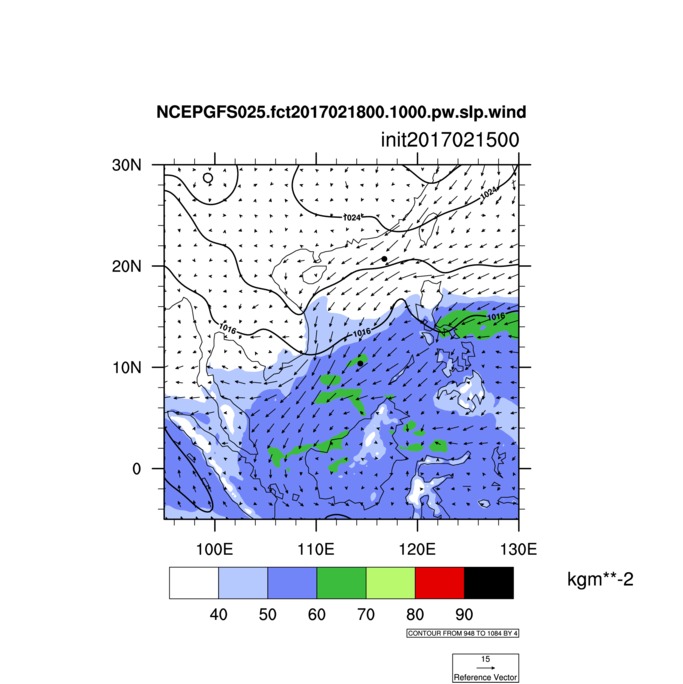 NCEPGFS025.fct2017021800.1000.pw.slp.wind
init2017021500
30N
20N
10N
0
100E 110E 120E 130E
1024
1024
1016
1016
1016
40 50 60 70 80 90
kgm**-2
CONTOUR FROM 948 TO 1084 BY 4
15
Reference Vector